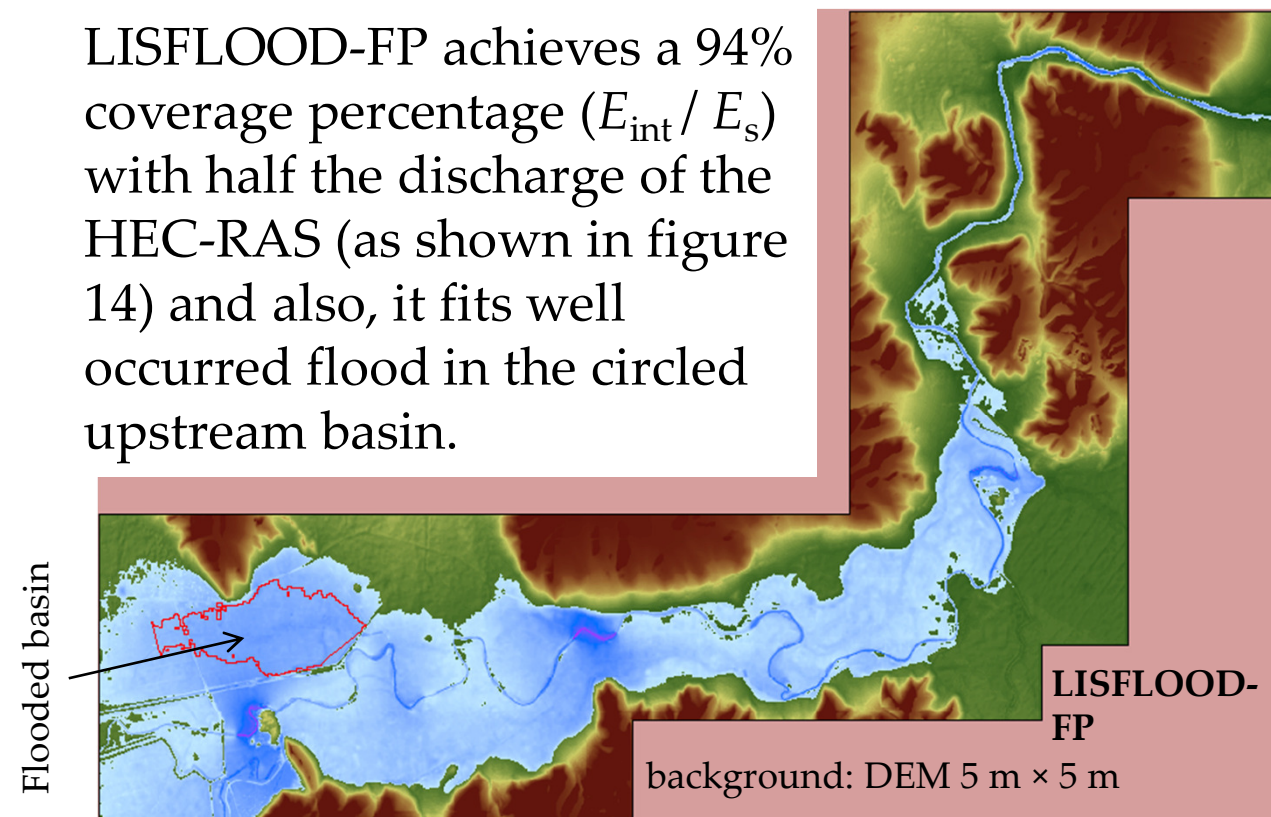 LISFLOOD-FP achieves a 94%
coverage percentage (Eint / Es)
with half the discharge of the
HEC-RAS (as shown in figure
14) and also, it fits well
occurred flood in the circled
upstream basin.
Flooded basin
LISFLOOD-
FP
background: DEM 5 m × 5 m